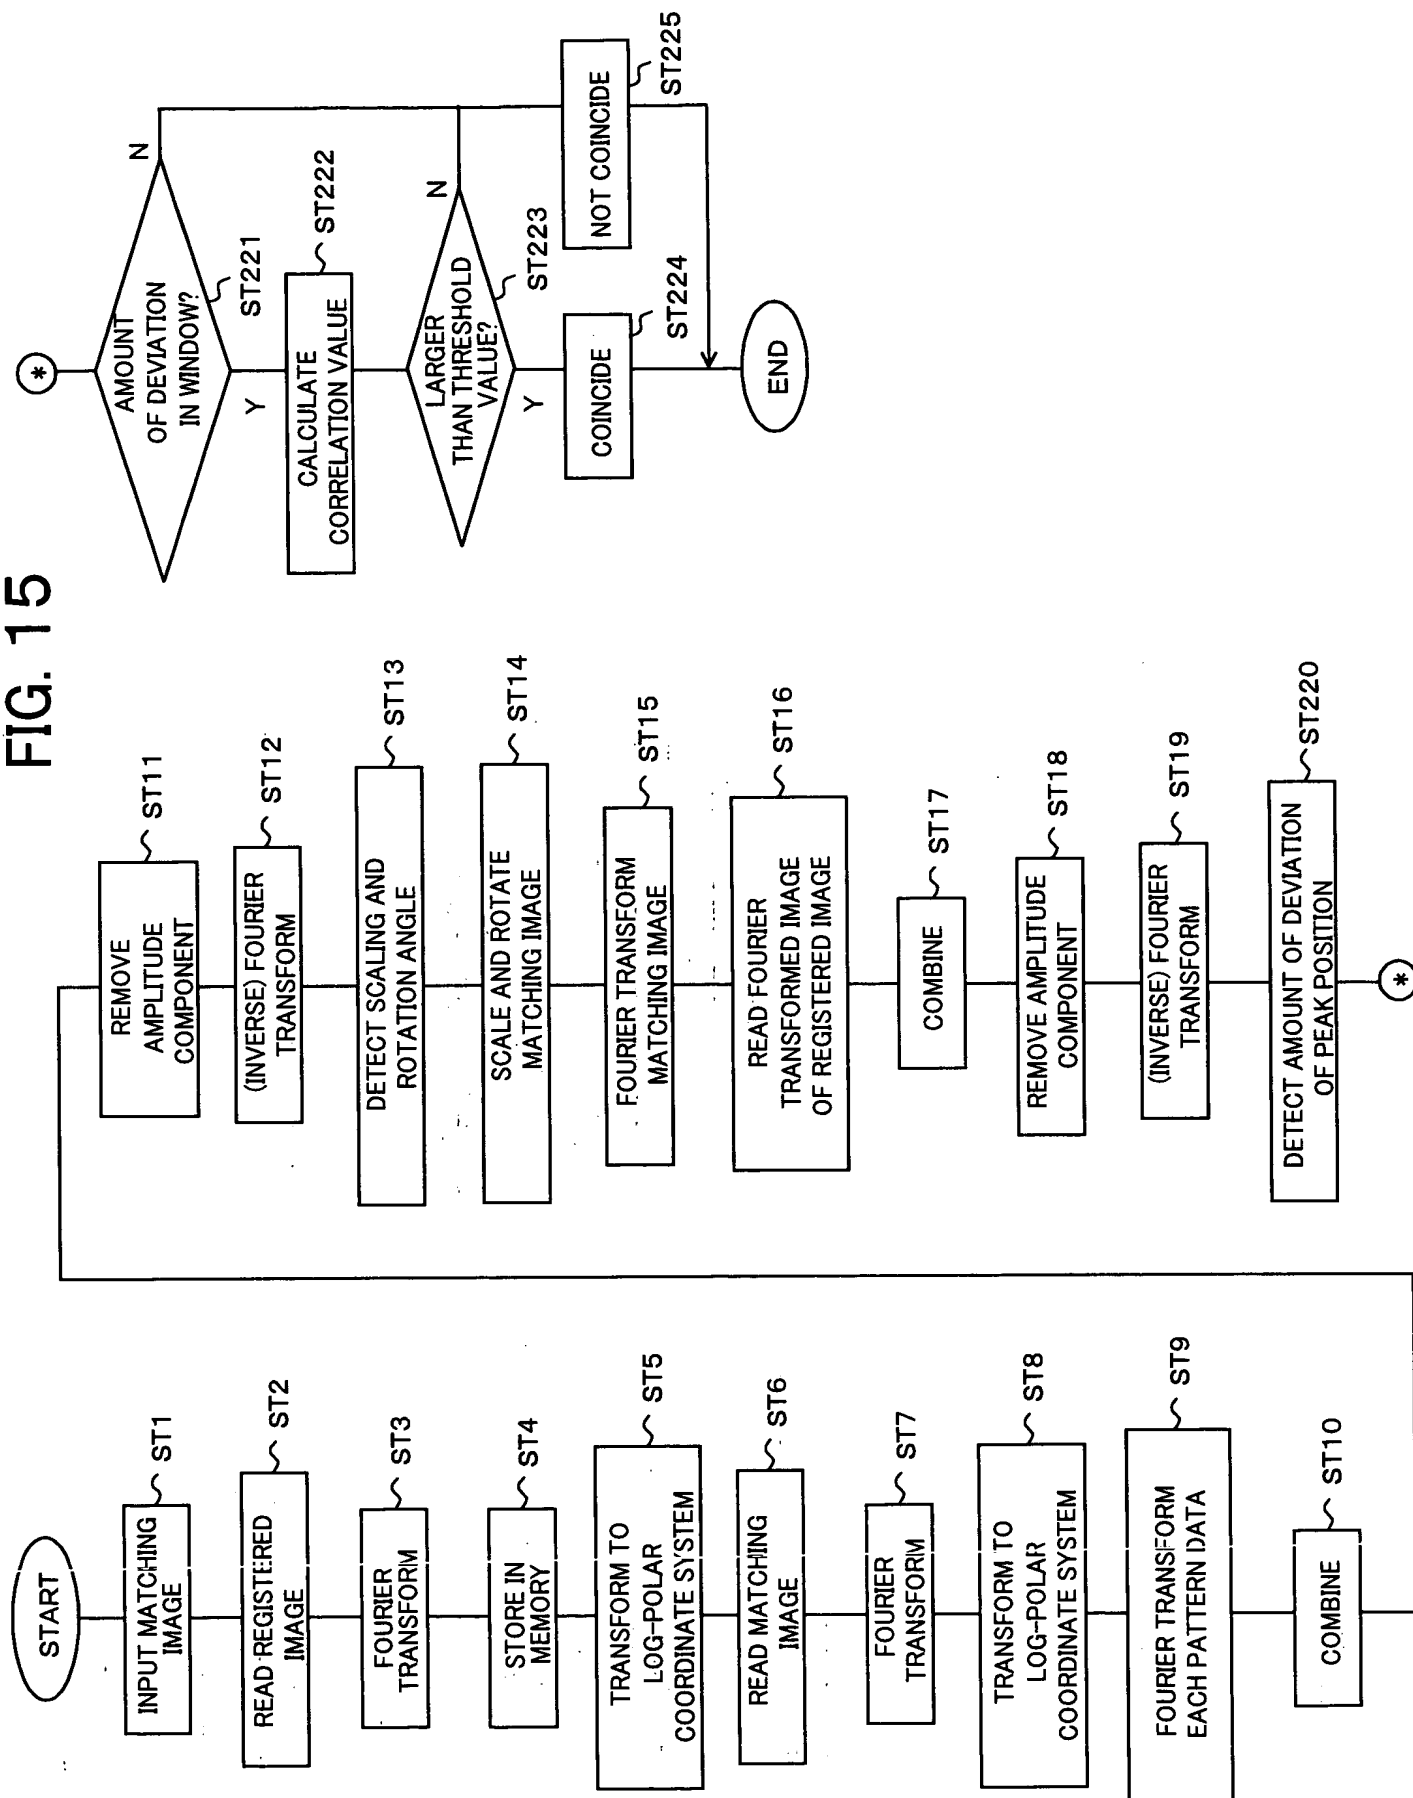 FIG. 15
START
INPUT MATCHING
IMAGE
ST1
READ REGISTERED
IMAGE
ST2
FOURIER
TRANSFORM
ST3
STORE IN
MEMORY
ST4
TRANSFORM TO
LOG-POLAR
COORDINATE SYSTEM
ST5
READ MATCHING
IMAGE
ST6
FOURIER
TRANSFORM
ST7
TRANSFORM TO
LOG-POLAR
COORDINATE SYSTEM
ST8
FOURIER TRANSFORM
EACH PATTERN DATA
ST9
COMBINE
ST10
REMOVE
AMPLITUDE
COMPONENT
ST11
(INVERSE) FOURIER
TRANSFORM
ST12
DETECT SCALING AND
ROTATION ANGLE
ST13
SCALE AND ROTATE
MATCHING IMAGE
ST14
FOURIER TRANSFORM
MATCHING IMAGE
ST15
READ FOURIER
TRANSFORMED IMAGE
OF REGISTERED IMAGE
ST16
COMBINE
ST17
REMOVE AMPLITUDE
COMPONENT
ST18
(INVERSE) FOURIER
TRANSFORM
ST19
DETECT AMOUNT OF DEVIATION
OF PEAK POSITION
ST220
*
*
AMOUNT
OF DEVIATION
IN WINDOW?
ST221
N
Y
CALCULATE
CORRELATION VALUE
ST222
LARGER
THAN THRESHOLD
VALUE?
ST223
N
Y
COINCIDE
ST224
NOT COINCIDE
ST225
END